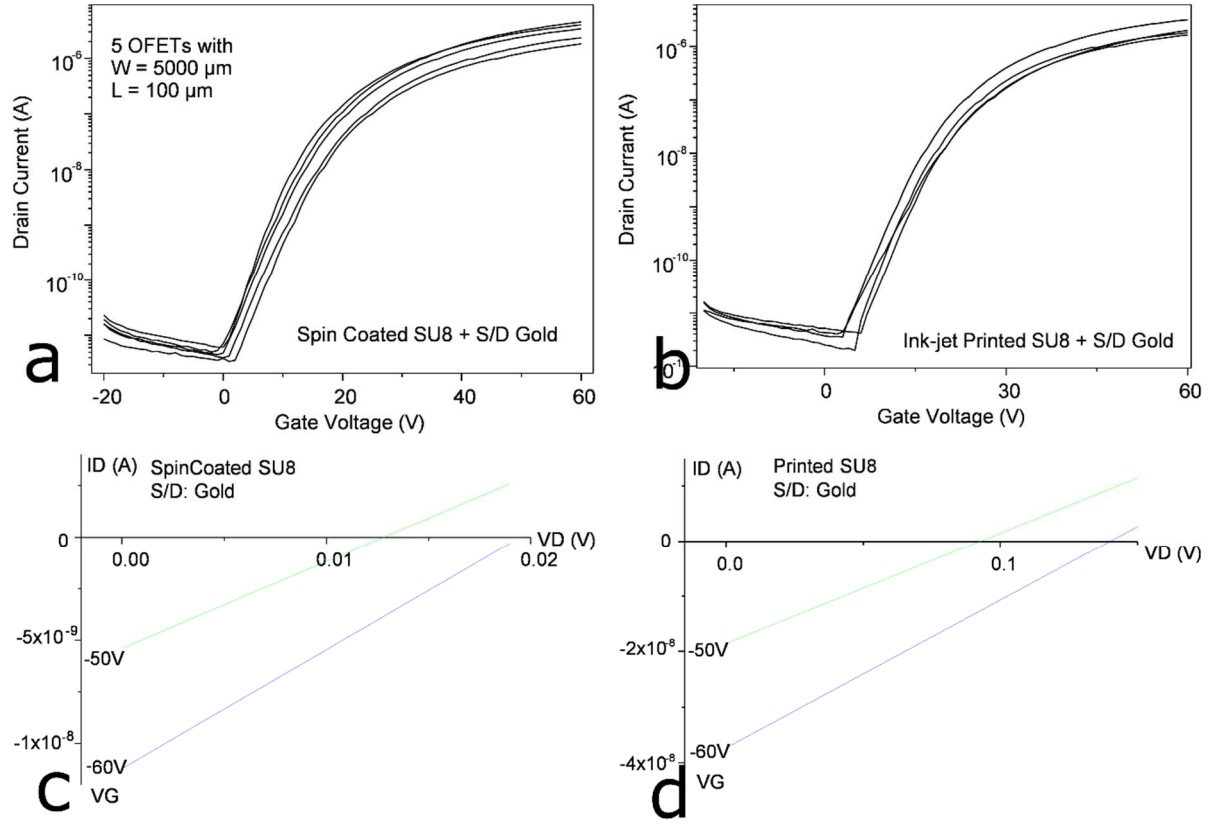 5 OFETs with
W = 5000 µm
L = 100 µm
10-6
10-8
10-10
Drain Current (A)
Spin Coated SU8 + S/D Gold
-20 0 20 40 60
Gate Voltage (V)
a
10-6
10-8
10-10
Drain Currant (A)
Ink-jet Printed SU8 + S/D Gold
0 30 60
Gate Voltage (V)
b
ID (A)
SpinCoated SU8
S/D: Gold
0
0.00 0.01 0.02
VD (V)
-5x10-9
-50V
-1x10-8
-60V
VG
c
ID (A)
Printed SU8
S/D: Gold
0
0.0 0.1
VD (V)
-2x10-8
-50V
-60V
-4x10-8
VG
d